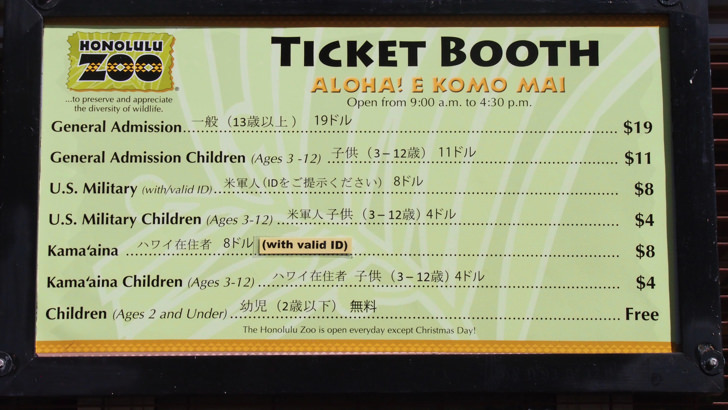 HONOLULU
ZOO
...to preserve and appreciate
the diversity of wildlife.
TICKET BOOTH
ALOHA! E KOMO MAI
Open from 9:00 a.m. to 4:30 p.m.
General Admission 一般（13歳以上） 19ドル $19
General Admission Children (Ages 3 -12) 子供（3－12歳） 11ドル $11
U.S. Military (with/valid ID) 米軍人（IDをご提示ください） 8ドル $8
U.S. Military Children (Ages 3-12) 米軍人子供（3－12歳）4ドル $4
Kama'aina ハワイ在住者 8ドル (with valid ID) $8
Kama'aina Children (Ages 3-12) ハワイ在住者 子供（3－12歳）4ドル $4
Children (Ages 2 and Under) 幼児（2歳以下） 無料 Free
The Honolulu Zoo is open everyday except Christmas Day!